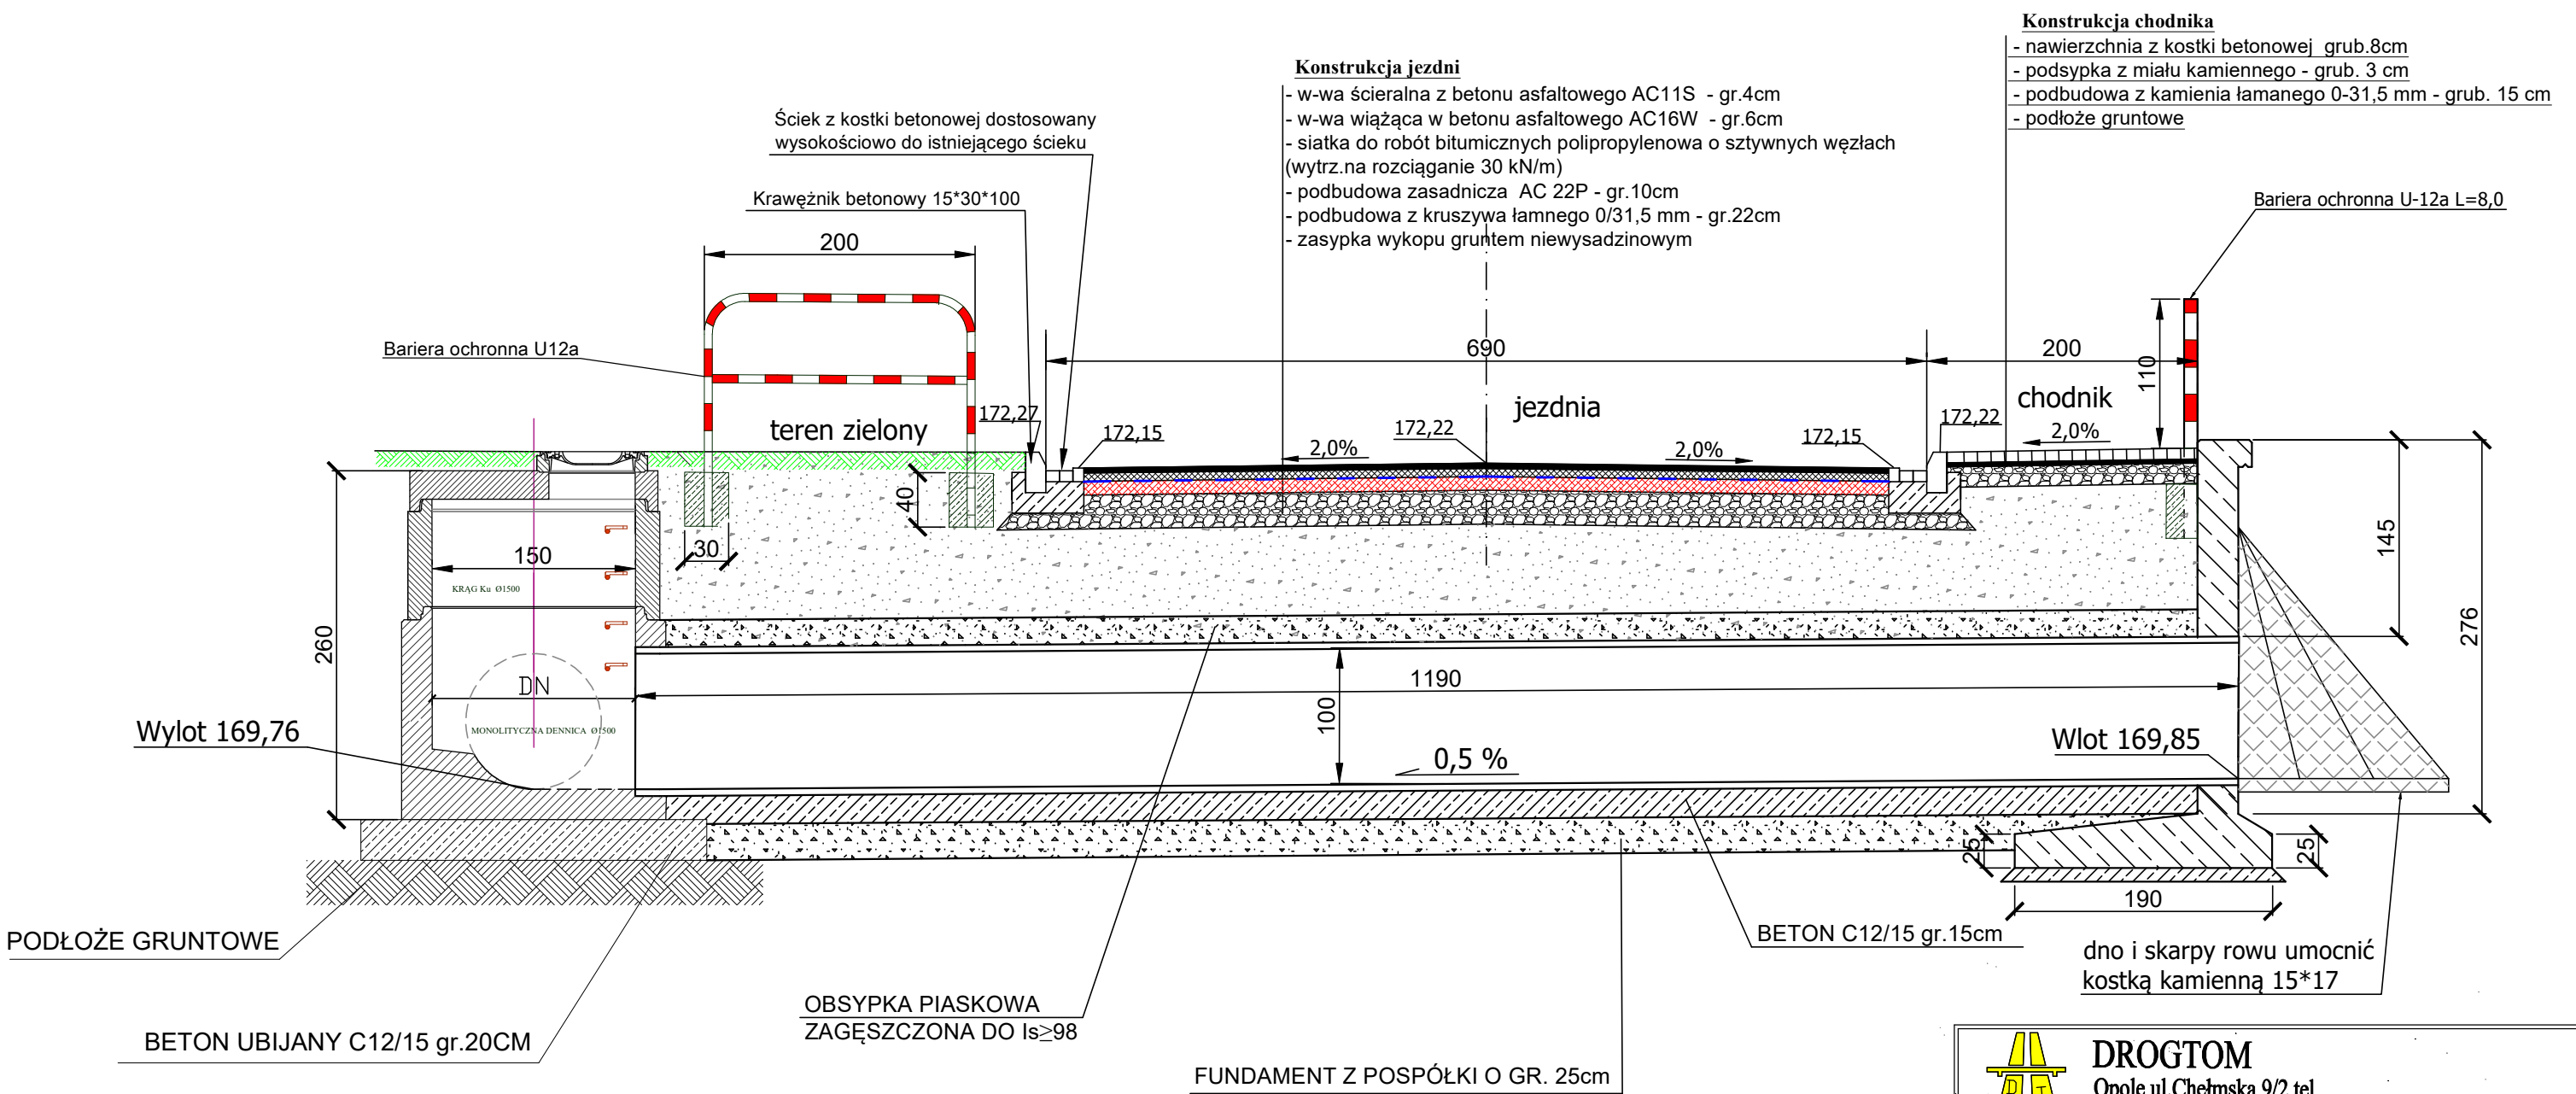 Konstrukcja chodnika
- nawierzchnia z kostki betonowej grub.8cm
- podsypka z miału kamiennego - grub. 3 cm
- podbudowa z kamienia łamanego 0-31,5 mm - grub. 15 cm
- podłoże gruntowe
Konstrukcja jezdni
- w-wa ścieralna z betonu asfaltowego AC11S - gr.4cm
- w-wa wiążąca w betonu asfaltowego AC16W - gr.6cm
- siatka do robót bitumicznych polipropylenowa o sztywnych węzłach
(wytrz.na rozciąganie 30 kN/m)
- podbudowa zasadnicza AC 22P - gr.10cm
- podbudowa z kruszywa łamnego 0/31,5 mm - gr.22cm
- zasypka wykopu gruntem niewysadzinowym
Ściek z kostki betonowej dostosowany
wysokościowo do istniejącego ścieku
Krawężnik betonowy 15*30*100
Bariera ochronna U-12a L=8,0
200
Bariera ochronna U12a
690
200
110
teren zielony
172,27
172,15
2,0%
172,22
jezdnia
2,0%
172,15
172,22
chodnik
2,0%
40
30
150
KRĄG Ku Ø1500
260
145
276
DN
MONOLITYCZNA DENNICA Ø1500
1190
100
Wylot 169,76
0,5 %
Wlot 169,85
25
25
190
PODŁOŻE GRUNTOWE
BETON C12/15 gr.15cm
dno i skarpy rowu umocnić
kostką kamienną 15*17
OBSYPKA PIASKOWA
ZAGĘSZCZONA DO Is≥98
BETON UBIJANY C12/15 gr.20CM
FUNDAMENT Z POSPÓŁKI O GR. 25cm
D T
DROGTOM
Opole ul.Chełmska 9/2 tel